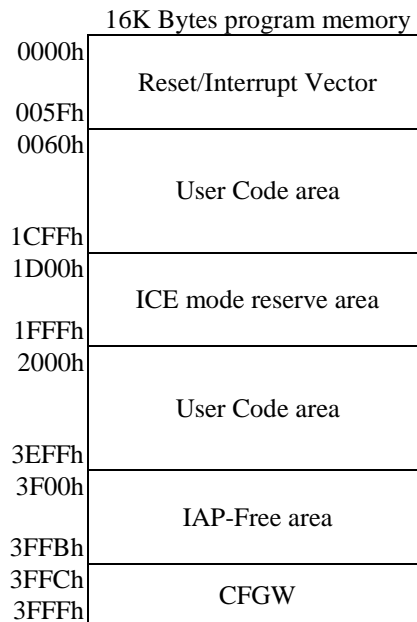 16K Bytes program memory
0000h
Reset/Interrupt Vector
005Fh
0060h
User Code area
1CFFh
1D00h
ICE mode reserve area
1FFFh
2000h
User Code area
3EFFh
3F00h
IAP-Free area
3FFBh
3FFCh
CFGW
3FFFh